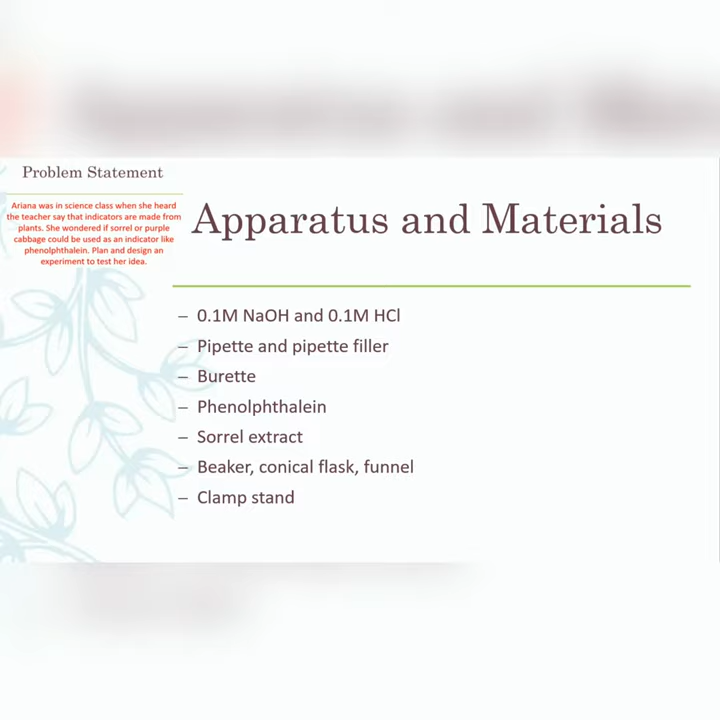 Problem Statement
Ariana was in science class when she heard
the teacher say that indicators are made from
plants. She wondered if sorrel or purple
cabbage could be used as an indicator like
phenolphthalein. Plan and design an
experiment to test her idea.
Apparatus and Materials
– 0.1M NaOH and 0.1M HCl
– Pipette and pipette filler
– Burette
– Phenolphthalein
– Sorrel extract
– Beaker, conical flask, funnel
– Clamp stand